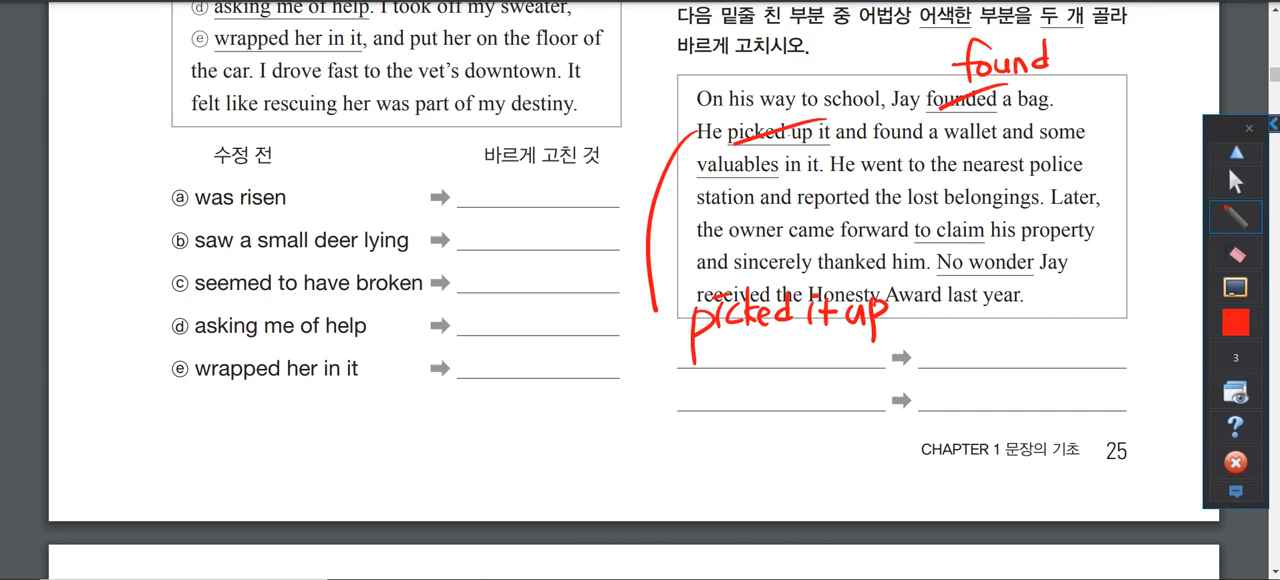 ⓓ asking me of help. I took off my sweater,
ⓔ wrapped her in it, and put her on the floor of
the car. I drove fast to the vet's downtown. It
felt like rescuing her was part of my destiny.
수정 전 바르게 고친 것
ⓐ was risen ➡
ⓑ saw a small deer lying ➡
ⓒ seemed to have broken ➡
ⓓ asking me of help ➡
ⓔ wrapped her in it ➡
다음 밑줄 친 부분 중 어법상 어색한 부분을 두 개 골라
바르게 고치시오.
found
On his way to school, Jay founded a bag.
He picked up it and found a wallet and some
valuables in it. He went to the nearest police
station and reported the lost belongings. Later,
the owner came forward to claim his property
and sincerely thanked him. No wonder Jay
received the Honesty Award last year.
picked it up
➡
➡
CHAPTER 1 문장의 기초 25
3